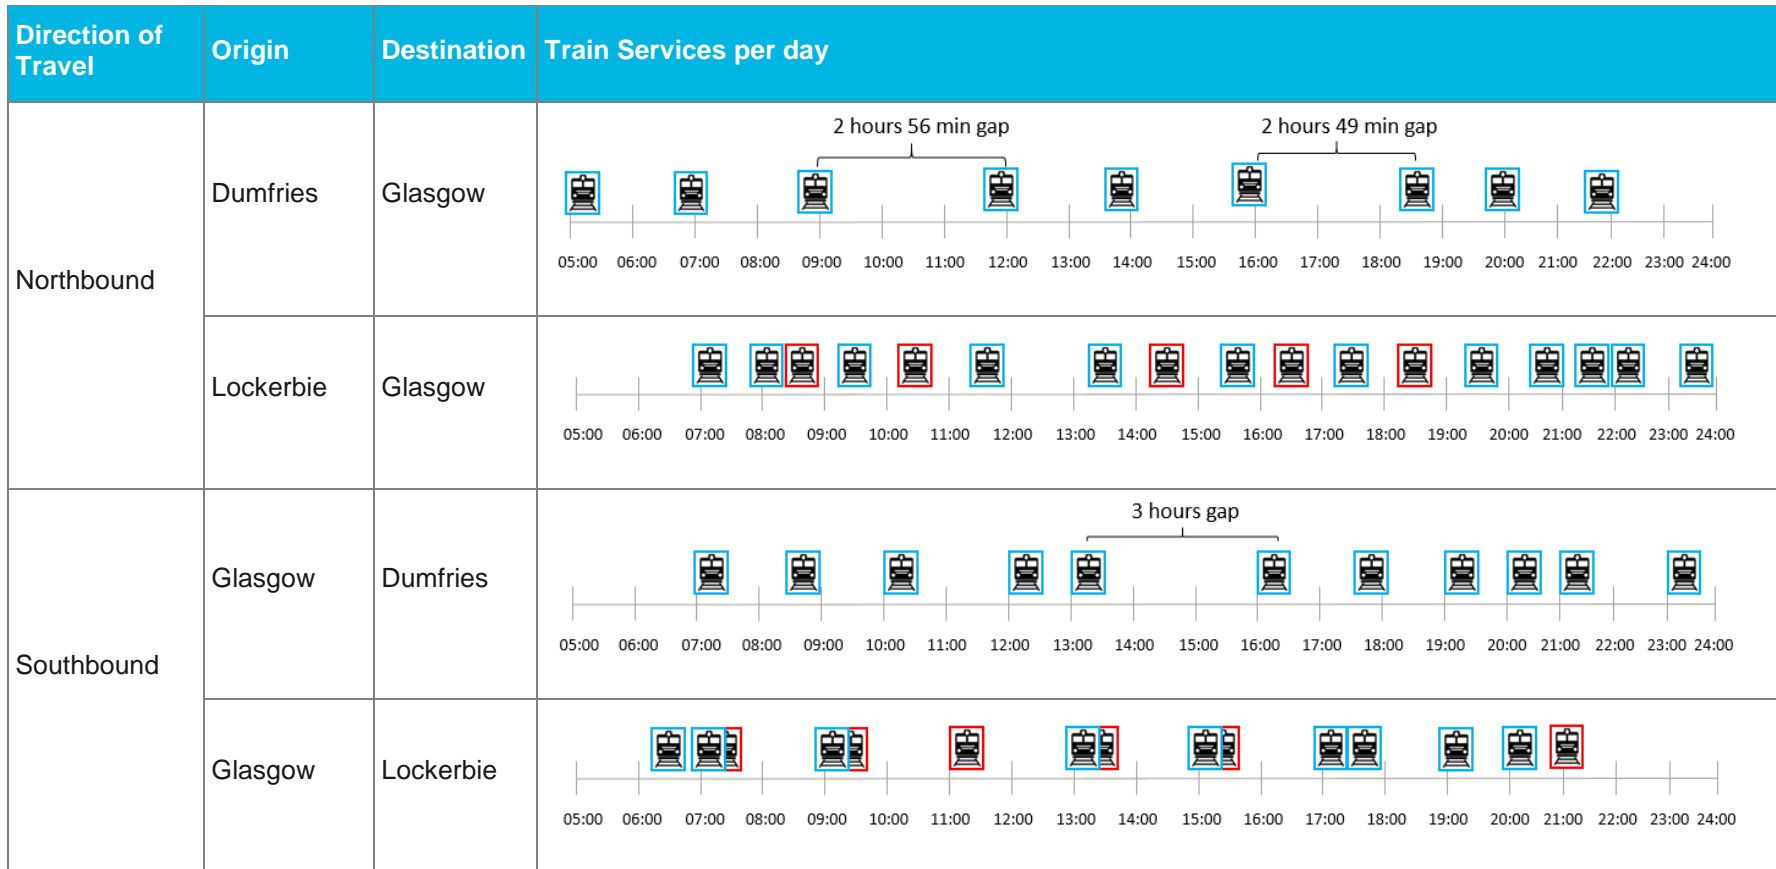 Direction of
Travel
Origin
Destination
Train Services per day
Northbound
Dumfries
Glasgow
2 hours 56 min gap
2 hours 49 min gap
05:00 06:00 07:00 08:00 09:00 10:00 11:00 12:00 13:00 14:00 15:00 16:00 17:00 18:00 19:00 20:00 21:00 22:00 23:00 24:00
Lockerbie
Glasgow
05:00 06:00 07:00 08:00 09:00 10:00 11:00 12:00 13:00 14:00 15:00 16:00 17:00 18:00 19:00 20:00 21:00 22:00 23:00 24:00
Southbound
Glasgow
Dumfries
3 hours gap
05:00 06:00 07:00 08:00 09:00 10:00 11:00 12:00 13:00 14:00 15:00 16:00 17:00 18:00 19:00 20:00 21:00 22:00 23:00 24:00
Glasgow
Lockerbie
05:00 06:00 07:00 08:00 09:00 10:00 11:00 12:00 13:00 14:00 15:00 16:00 17:00 18:00 19:00 20:00 21:00 22:00 23:00 24:00